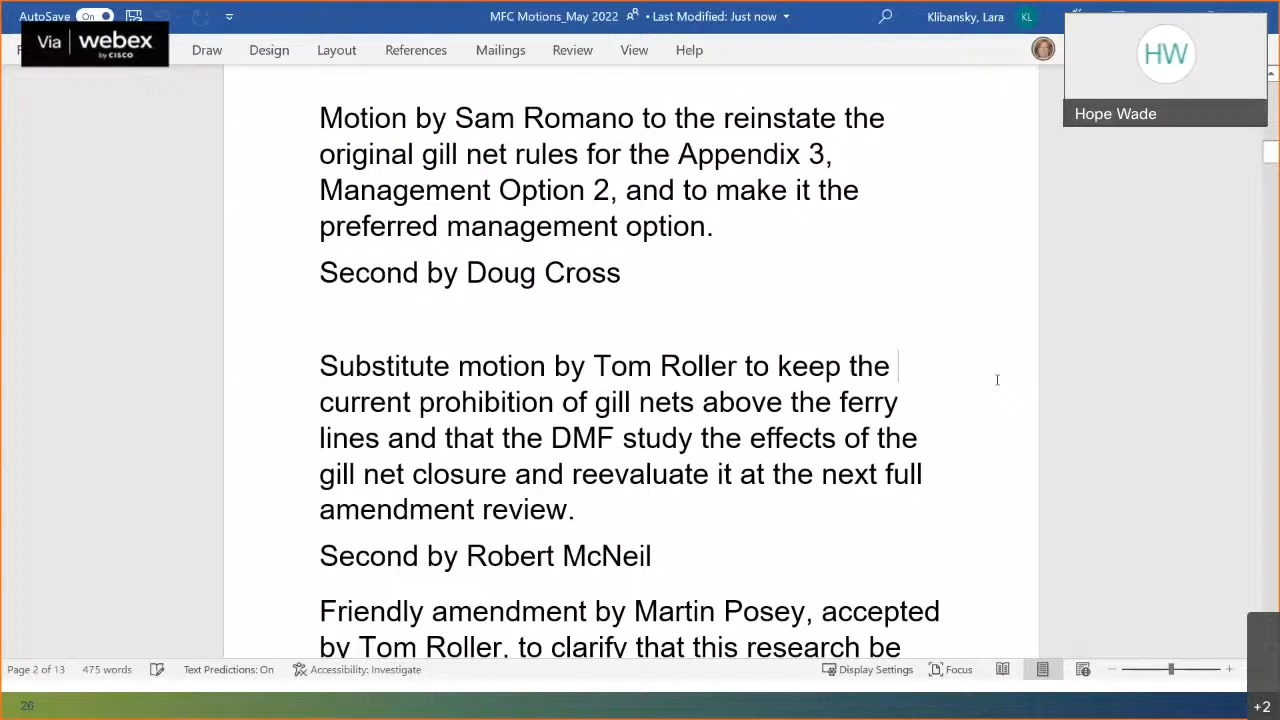 AutoSave On
MFC Motions_May 2022 • Last Modified: Just now
Klibansky, Lara KL
Via webex
by CISCO
Draw Design Layout References Mailings Review View Help
HW
Hope Wade
Motion by Sam Romano to the reinstate the
original gill net rules for the Appendix 3,
Management Option 2, and to make it the
preferred management option.
Second by Doug Cross
Substitute motion by Tom Roller to keep the
current prohibition of gill nets above the ferry
lines and that the DMF study the effects of the
gill net closure and reevaluate it at the next full
amendment review.
Second by Robert McNeil
Friendly amendment by Martin Posey, accepted
by Tom Roller, to clarify that this research be
Page 2 of 13 475 words Text Predictions: On Accessibility: Investigate Display Settings Focus
26
+2